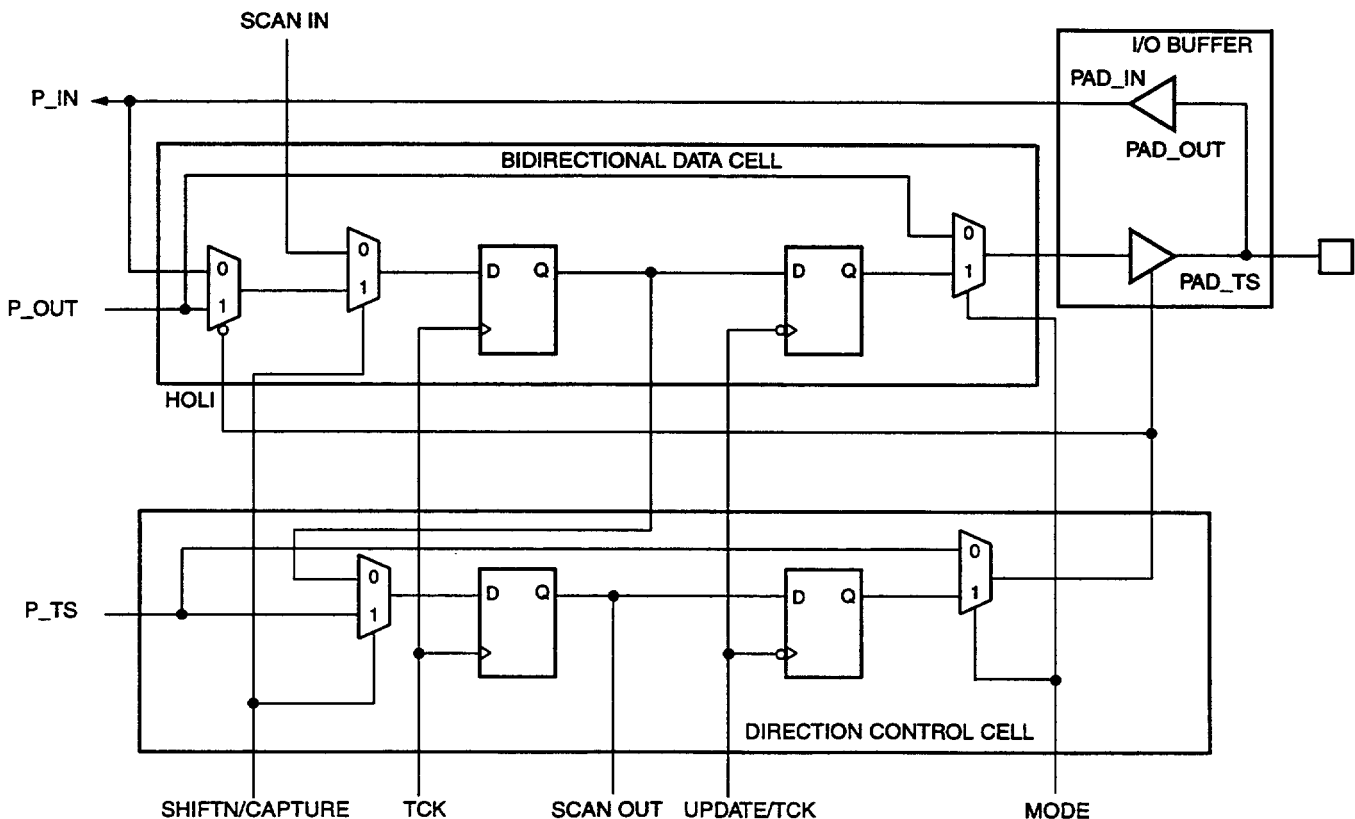 SCAN IN
I/O BUFFER
P_IN
PAD_IN
PAD_OUT
BIDIRECTIONAL DATA CELL
0
0
D Q
D Q
0
1
1
1
P_OUT
PAD_TS
HOLI
0
0
D Q
D Q
1
1
P_TS
DIRECTION CONTROL CELL
SHIFTN/CAPTURE
TCK
SCAN OUT
UPDATE/TCK
MODE